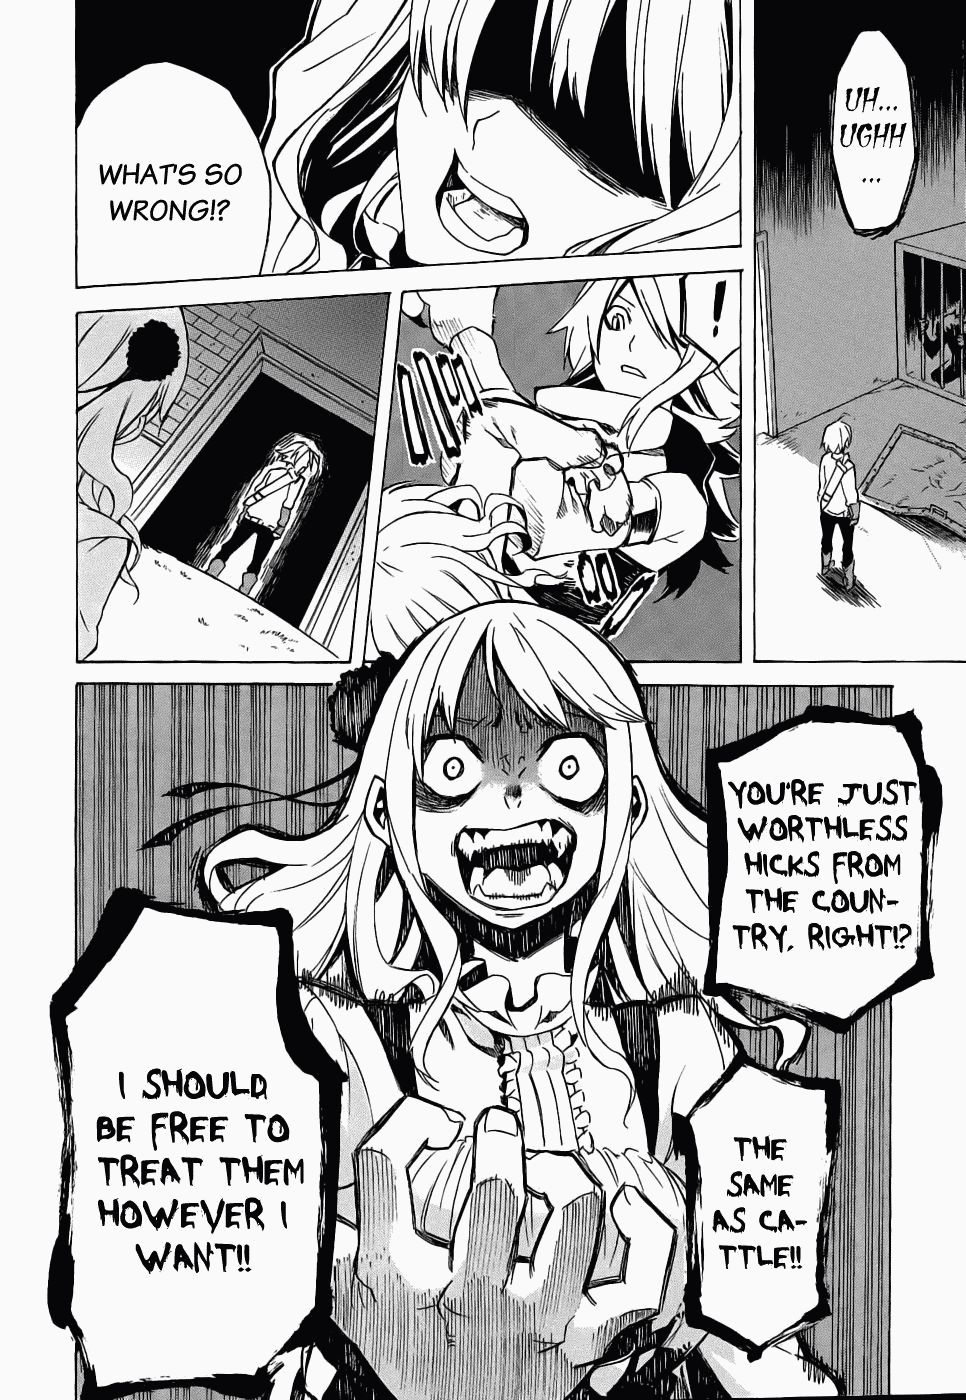 UH...
UGHH
...
WHAT'S SO
WRONG!?
!
YOU'RE JUST
WORTHLESS
HICKS FROM
THE COUN-
TRY, RIGHT!?
THE
SAME
AS CA-
TTLE!!
I SHOULD
BE FREE TO
TREAT THEM
HOWEVER I
WANT!!